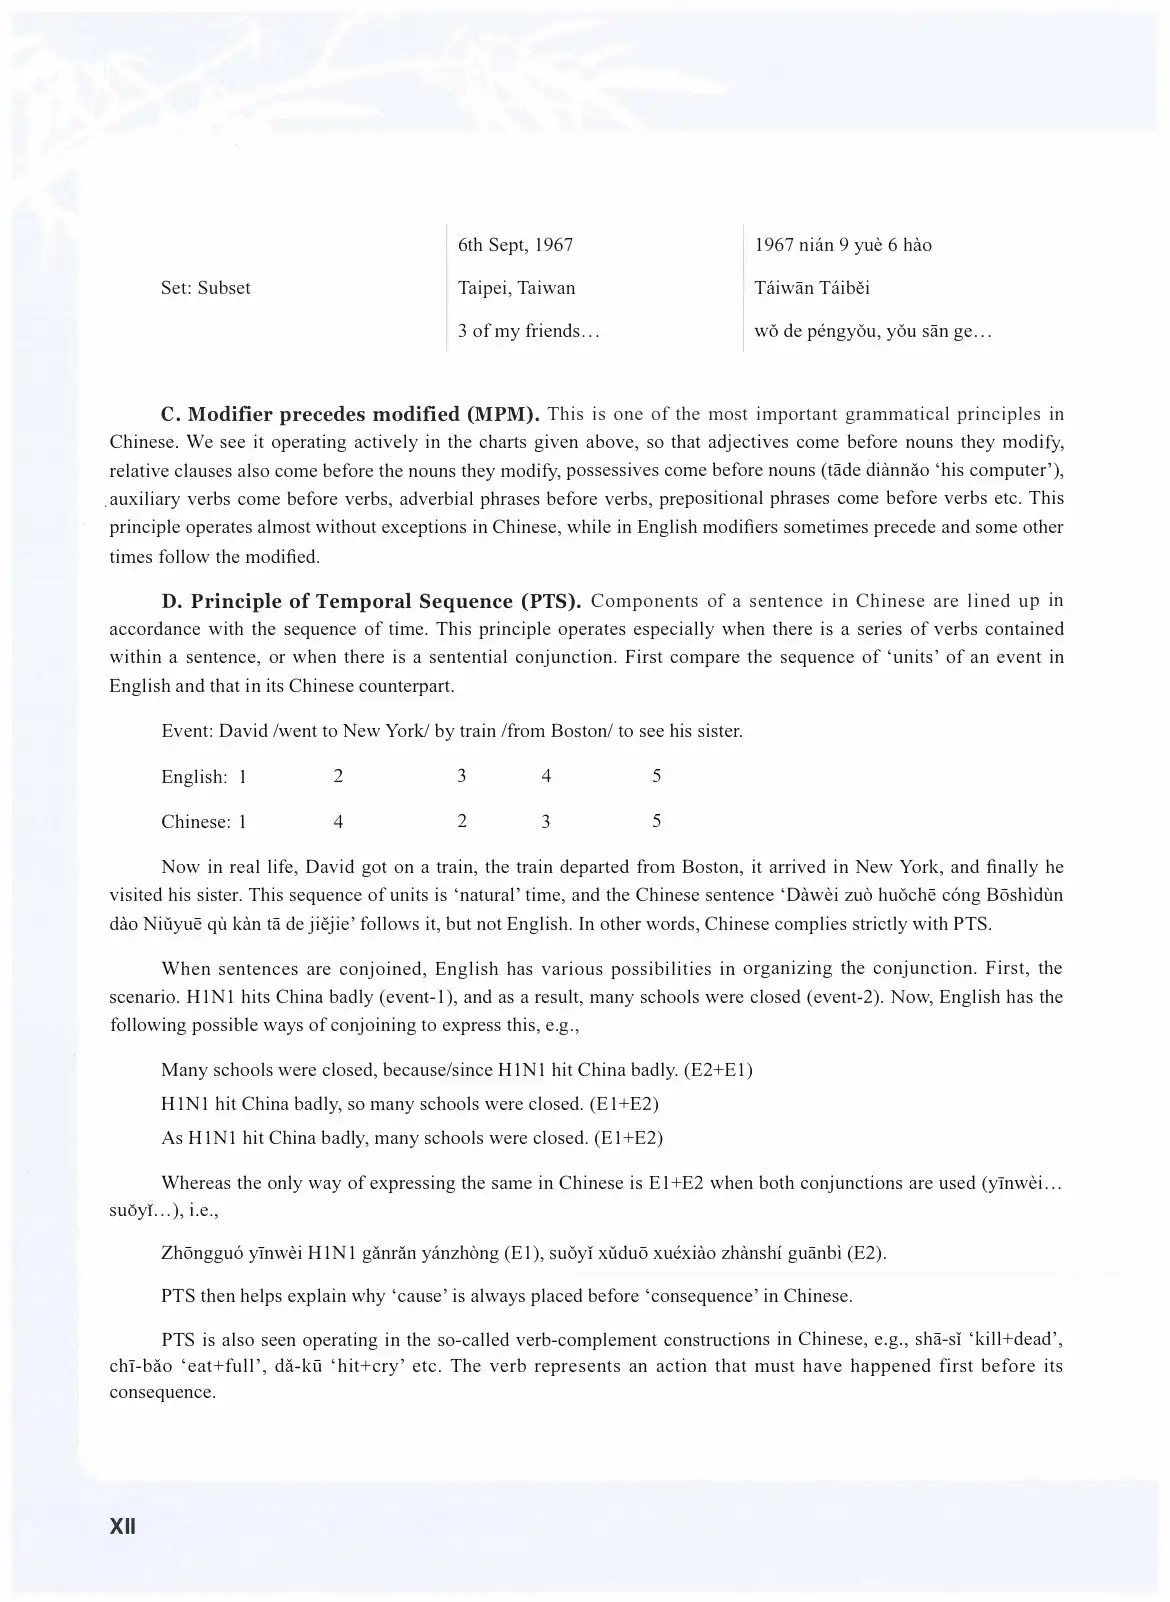 6th Sept, 1967 1967 nián 9 yuè 6 hào
Set: Subset Taipei, Taiwan Táiwān Táiběi
3 of my friends... wǒ de péngyǒu, yǒu sān ge...
C. Modifier precedes modified (MPM). This is one of the most important grammatical principles in
Chinese. We see it operating actively in the charts given above, so that adjectives come before nouns they modify,
relative clauses also come before the nouns they modify, possessives come before nouns (tāde diànnǎo ‘his computer’),
auxiliary verbs come before verbs, adverbial phrases before verbs, prepositional phrases come before verbs etc. This
principle operates almost without exceptions in Chinese, while in English modifiers sometimes precede and some other
times follow the modified.
D. Principle of Temporal Sequence (PTS). Components of a sentence in Chinese are lined up in
accordance with the sequence of time. This principle operates especially when there is a series of verbs contained
within a sentence, or when there is a sentential conjunction. First compare the sequence of ‘units’ of an event in
English and that in its Chinese counterpart.
Event: David /went to New York/ by train /from Boston/ to see his sister.
English: 1 2 3 4 5
Chinese: 1 4 2 3 5
Now in real life, David got on a train, the train departed from Boston, it arrived in New York, and finally he
visited his sister. This sequence of units is ‘natural’ time, and the Chinese sentence ‘Dàwèi zuò huǒchē cóng Bōshìdùn
dào Niǔyuē qù kàn tā de jiějie’ follows it, but not English. In other words, Chinese complies strictly with PTS.
When sentences are conjoined, English has various possibilities in organizing the conjunction. First, the
scenario. H1N1 hits China badly (event-1), and as a result, many schools were closed (event-2). Now, English has the
following possible ways of conjoining to express this, e.g.,
Many schools were closed, because/since H1N1 hit China badly. (E2+E1)
H1N1 hit China badly, so many schools were closed. (E1+E2)
As H1N1 hit China badly, many schools were closed. (E1+E2)
Whereas the only way of expressing the same in Chinese is E1+E2 when both conjunctions are used (yīnwèi...
suǒyǐ...), i.e.,
Zhōngguó yīnwèi H1N1 gǎnrǎn yánzhòng (E1), suǒyǐ xǔduō xuéxiào zhànshí guānbì (E2).
PTS then helps explain why ‘cause’ is always placed before ‘consequence’ in Chinese.
PTS is also seen operating in the so-called verb-complement constructions in Chinese, e.g., shā-sǐ ‘kill+dead’,
chī-bǎo ‘eat+full’, dǎ-kū ‘hit+cry’ etc. The verb represents an action that must have happened first before its
consequence.
XII